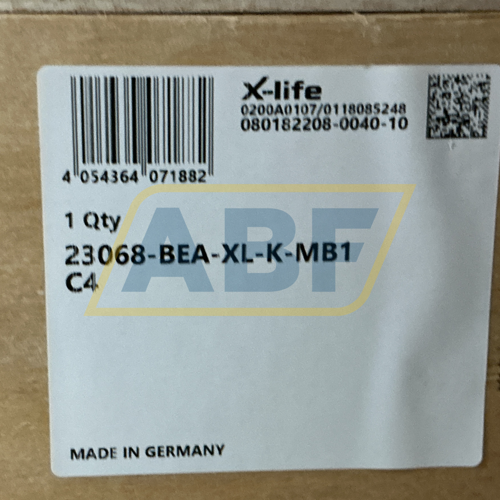 X-life
0200A0107/0118085248
080182208-0040-10
4 054364 071882
1 Qty
23068-BEA-XL-K-MB1
C4
ABF
MADE IN GERMANY